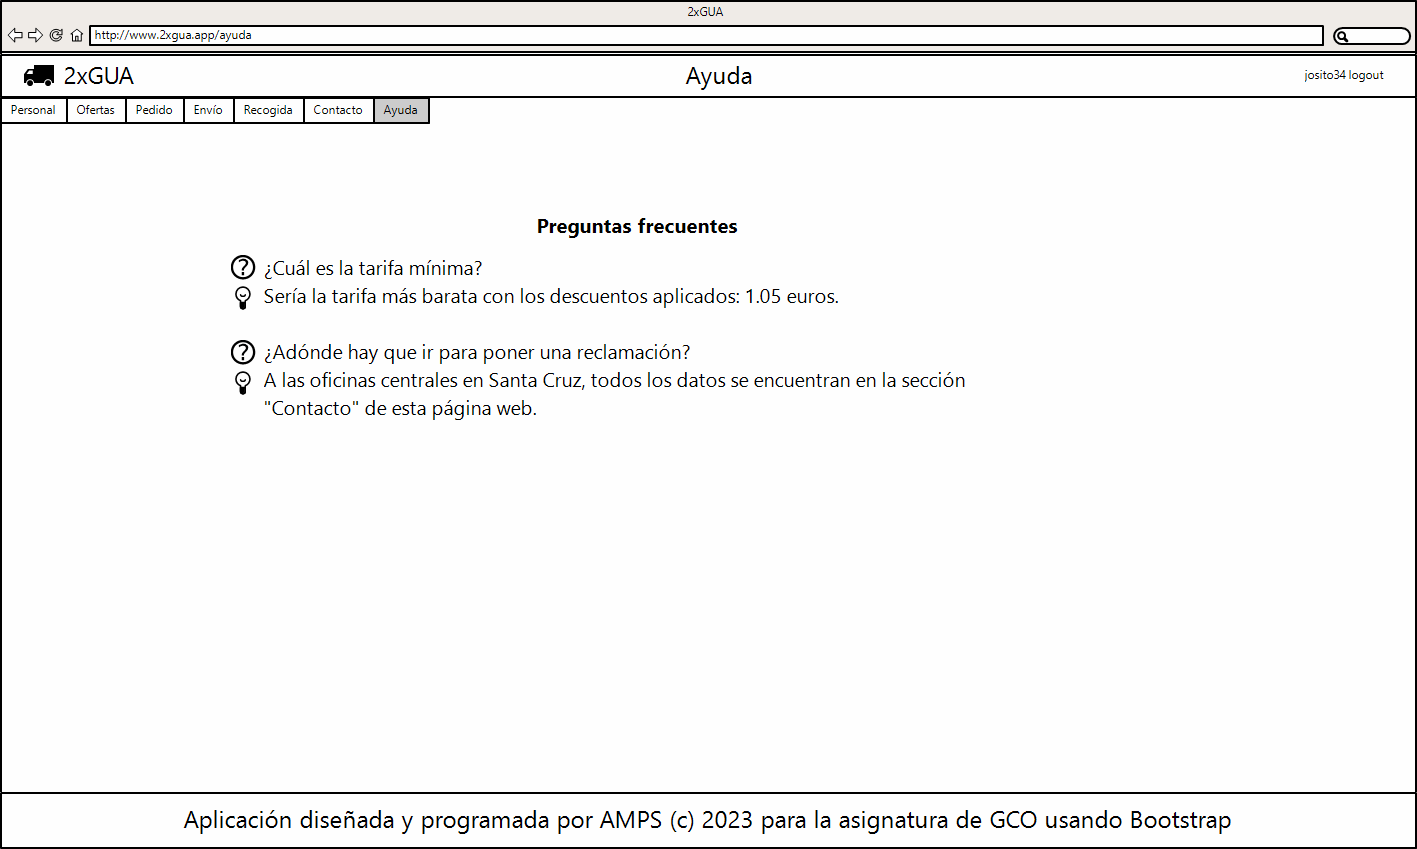 2xGUA
http://www.2xgua.app/ayuda
2xGUA
Ayuda
josito34 logout
Personal
Ofertas
Pedido
Envío
Recogida
Contacto
Ayuda
Preguntas frecuentes
¿Cuál es la tarifa mínima?
Sería la tarifa más barata con los descuentos aplicados: 1.05 euros.
¿Adónde hay que ir para poner una reclamación?
A las oficinas centrales en Santa Cruz, todos los datos se encuentran en la sección
"Contacto" de esta página web.
Aplicación diseñada y programada por AMPS (c) 2023 para la asignatura de GCO usando Bootstrap